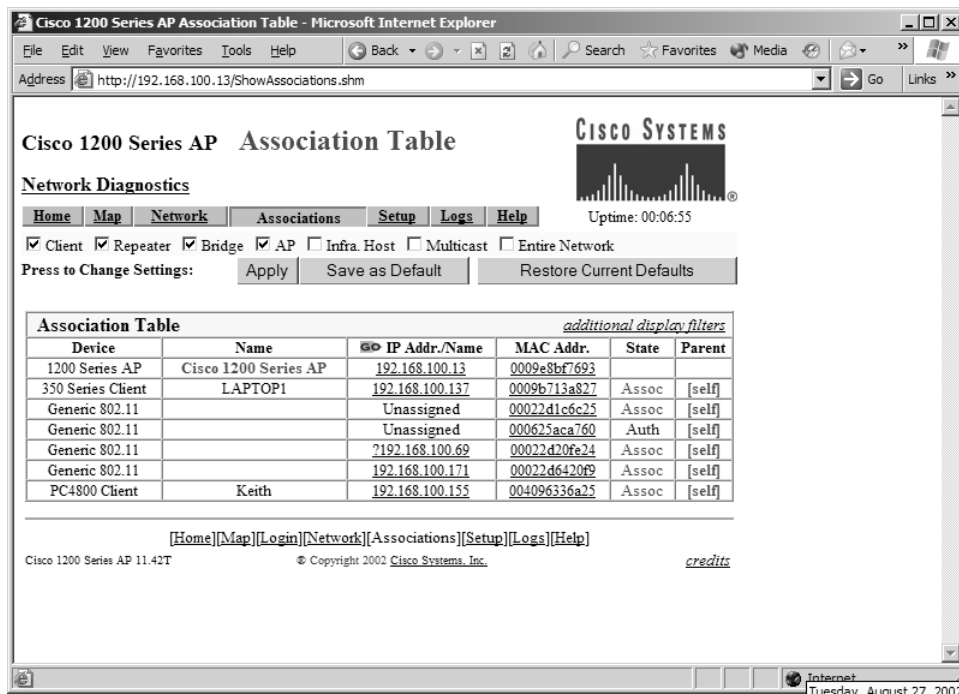 Cisco 1200 Series AP Association Table - Microsoft Internet Explorer
File Edit View Favorites Tools Help Back Search Favorites Media »
Address http://192.168.100.13/ShowAssociations.shm Go Links »
Cisco 1200 Series AP Association Table
CISCO SYSTEMS
Network Diagnostics
Home Map Network Associations Setup Logs Help
Uptime: 00:06:55
Client Repeater Bridge AP Infra. Host Multicast Entire Network
Press to Change Settings: Apply Save as Default Restore Current Defaults
Association Table additional display filters
Device Name GO IP Addr./Name MAC Addr. State Parent
1200 Series AP Cisco 1200 Series AP 192.168.100.13 0009e8bf7693
350 Series Client LAPTOP1 192.168.100.137 0009b713a827 Assoc [self]
Generic 802.11 Unassigned 00022d1c6c25 Assoc [self]
Generic 802.11 Unassigned 000625aca760 Auth [self]
Generic 802.11 ?192.168.100.69 00022d20fe24 Assoc [self]
Generic 802.11 192.168.100.171 00022d6420f9 Assoc [self]
PC4800 Client Keith 192.168.100.155 004096336a25 Assoc [self]
[Home][Map][Login][Network][Associations][Setup][Logs][Help]
Cisco 1200 Series AP 11.42T © Copyright 2002 Cisco Systems, Inc. credits
Internet
Tuesday, August 27, 2002